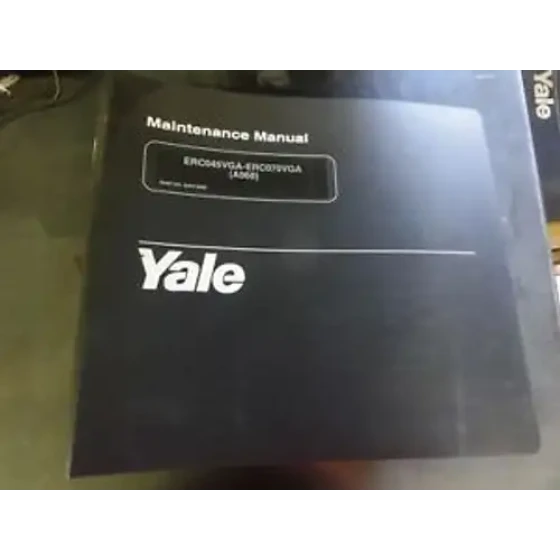 Maintenance Manual
ERC045VGA-ERC070VGA
(A968)
Yale
Yale